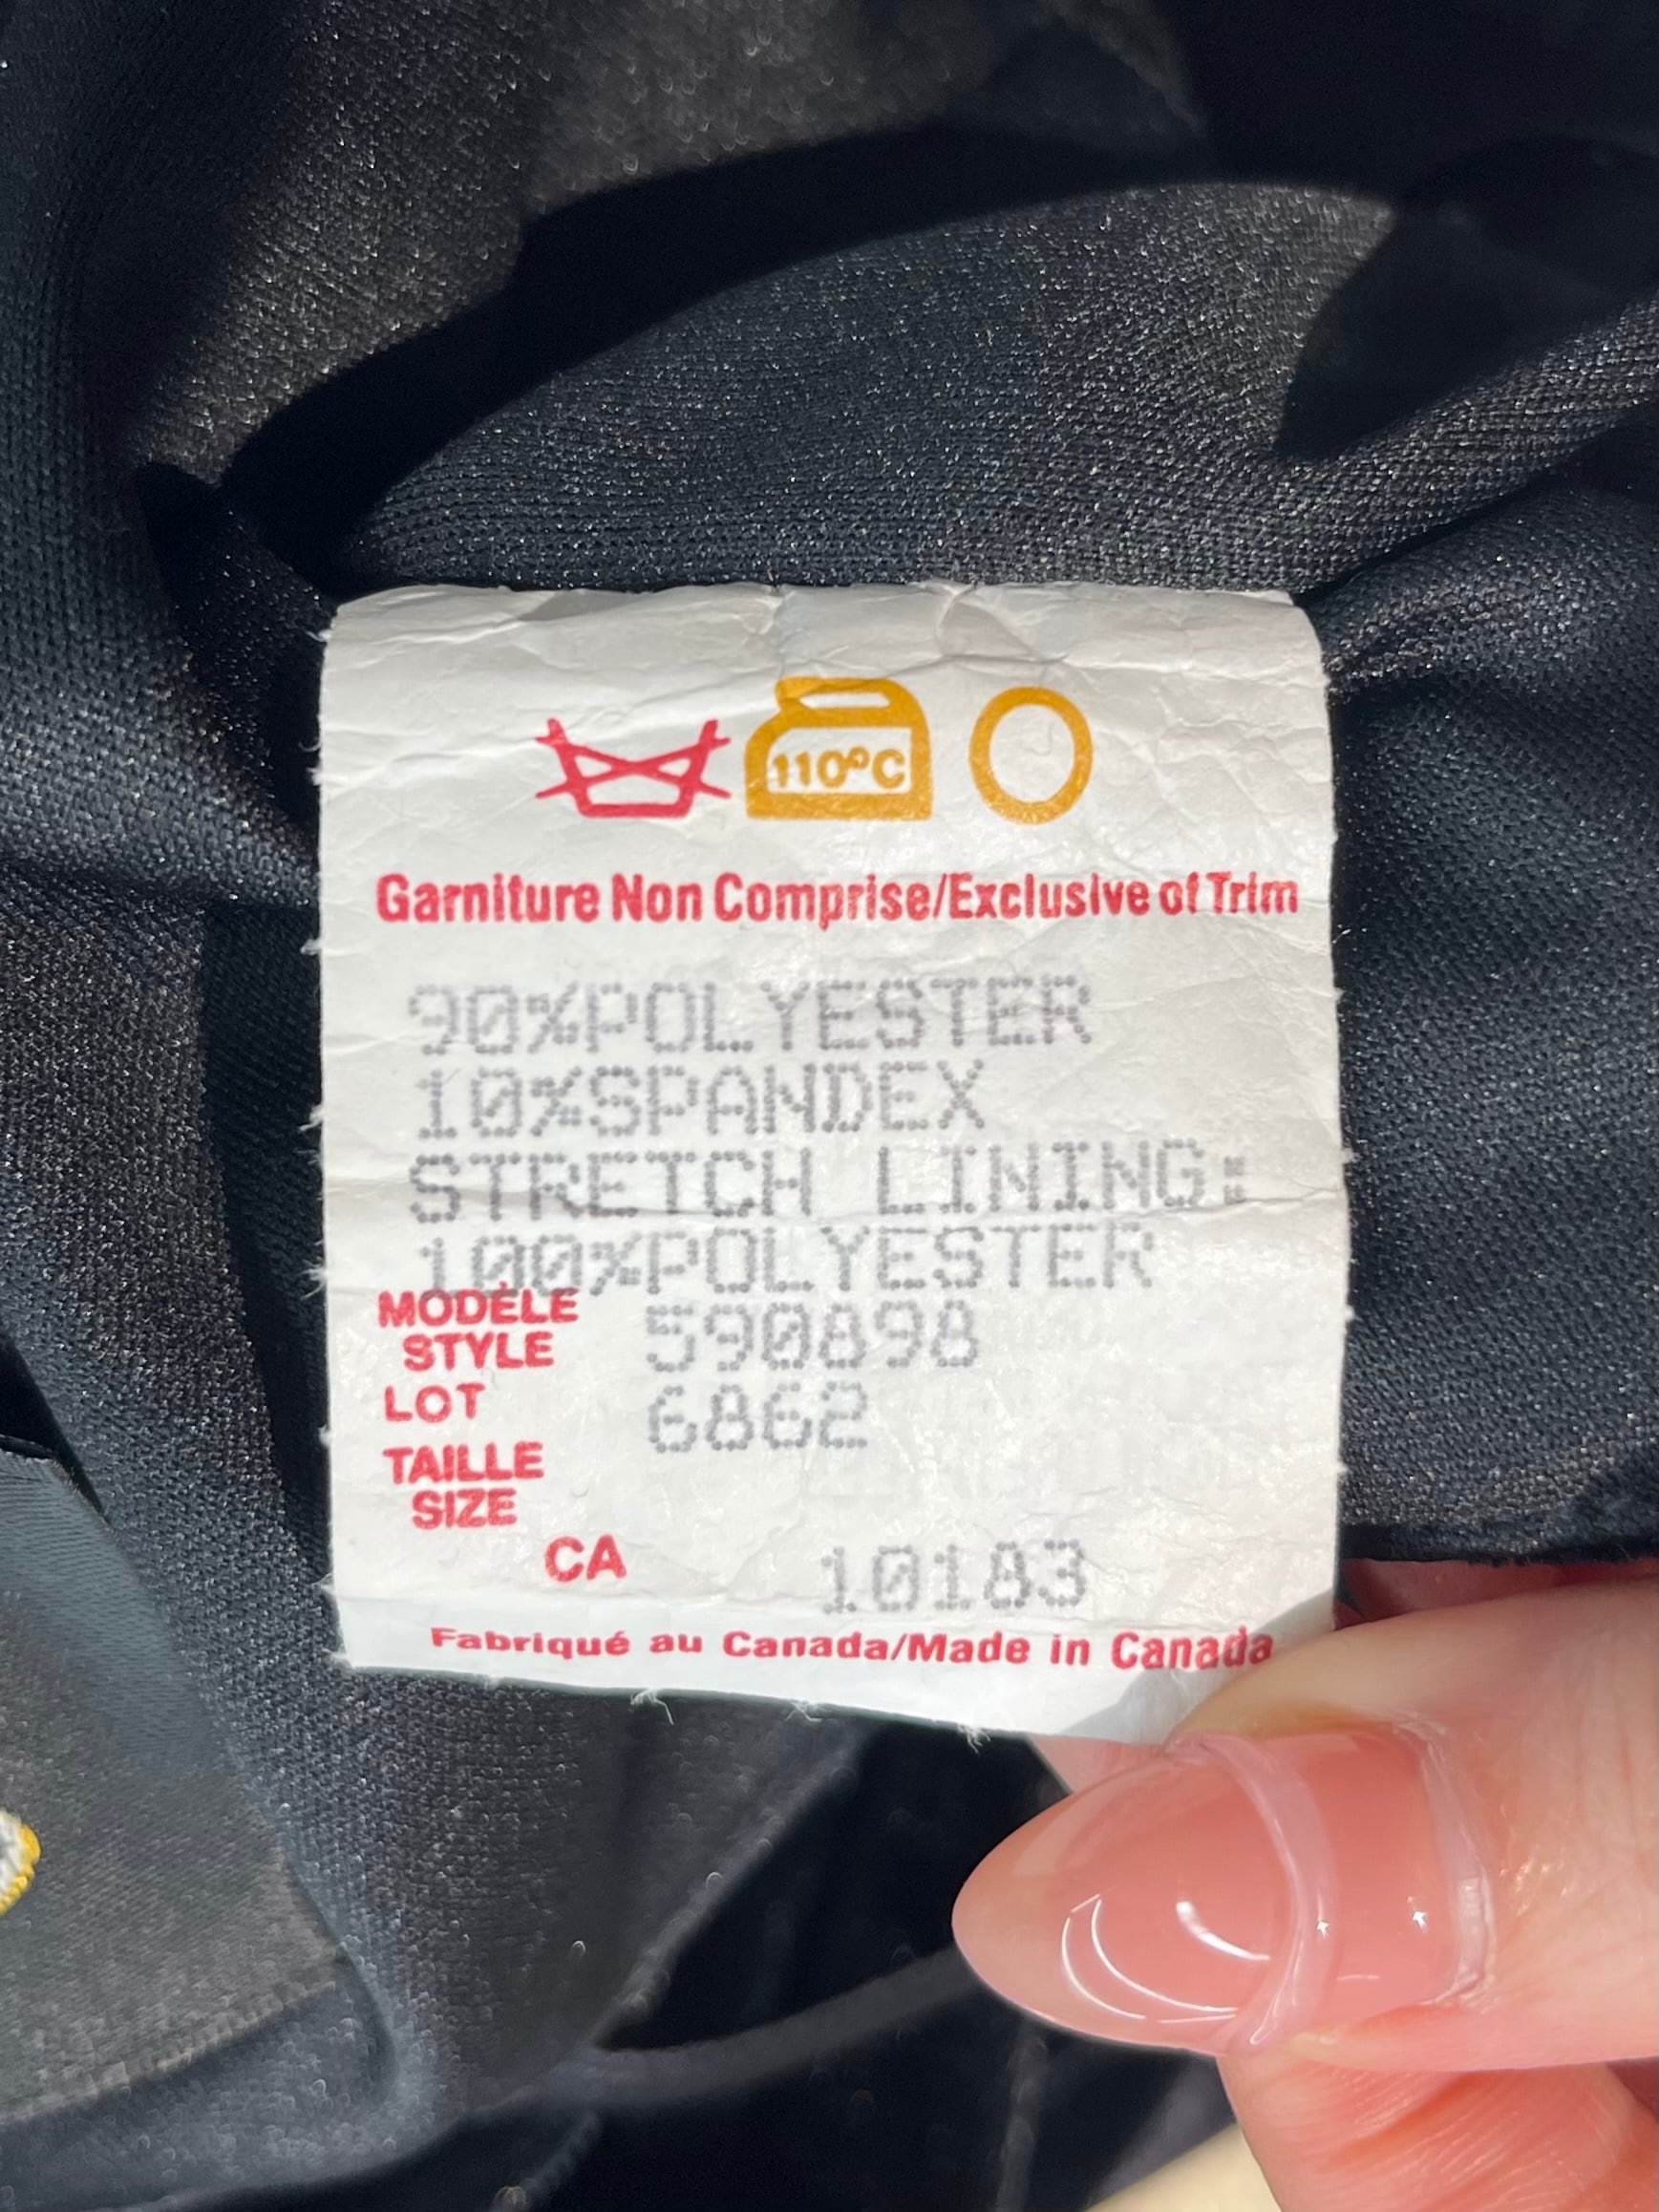 110°C
Garniture Non Comprise/Exclusive of Trim
90%POLYESTER
10%SPANDEX
STRETCH LINING:
100%POLYESTER
MODÈLE
STYLE 590898
LOT 6862
TAILLE
SIZE
CA 10183
Fabriqué au Canada/Made in Canada